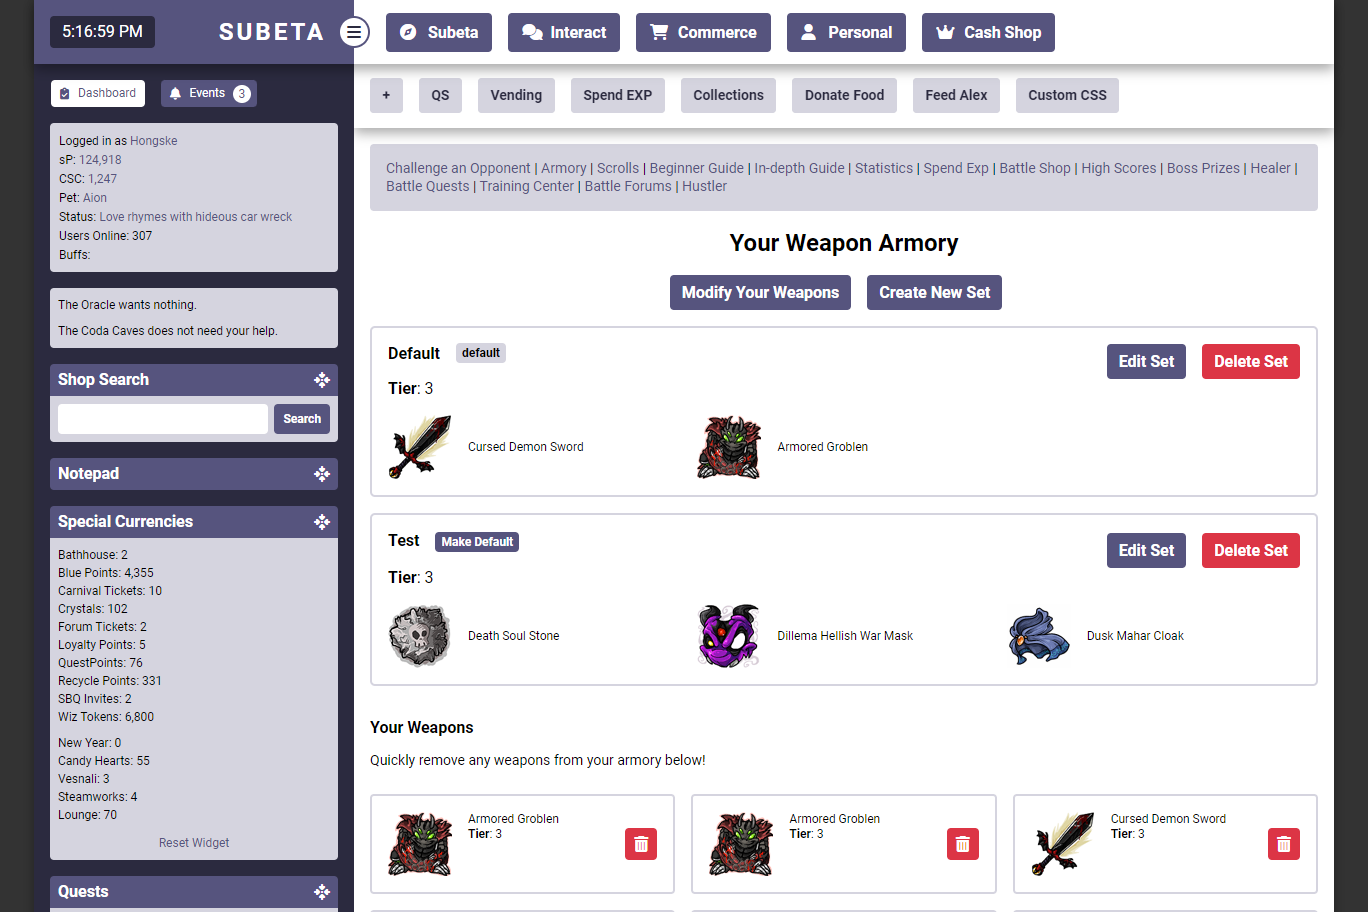 5:16:59 PM
SUBETA
Subeta
Interact
Commerce
Personal
Cash Shop
Dashboard
Events 3
+
QS
Vending
Spend EXP
Collections
Donate Food
Feed Alex
Custom CSS
Logged in as Hongske
sP: 124,918
CSC: 1,247
Pet: Aion
Status: Love rhymes with hideous car wreck
Users Online: 307
Buffs:
The Oracle wants nothing.
The Coda Caves does not need your help.
Shop Search
Search
Notepad
Special Currencies
Bathhouse: 2
Blue Points: 4,355
Carnival Tickets: 10
Crystals: 102
Forum Tickets: 2
Loyalty Points: 5
QuestPoints: 76
Recycle Points: 331
SBQ Invites: 2
Wiz Tokens: 6,800
New Year: 0
Candy Hearts: 55
Vesnali: 3
Steamworks: 4
Lounge: 70
Reset Widget
Quests
Challenge an Opponent | Armory | Scrolls | Beginner Guide | In-depth Guide | Statistics | Spend Exp | Battle Shop | High Scores | Boss Prizes | Healer |
Battle Quests | Training Center | Battle Forums | Hustler
Your Weapon Armory
Modify Your Weapons
Create New Set
Default default
Edit Set
Delete Set
Tier: 3
Cursed Demon Sword
Armored Groblen
Test Make Default
Edit Set
Delete Set
Tier: 3
Death Soul Stone
Dillema Hellish War Mask
Dusk Mahar Cloak
Your Weapons
Quickly remove any weapons from your armory below!
Armored Groblen
Tier: 3
Armored Groblen
Tier: 3
Cursed Demon Sword
Tier: 3